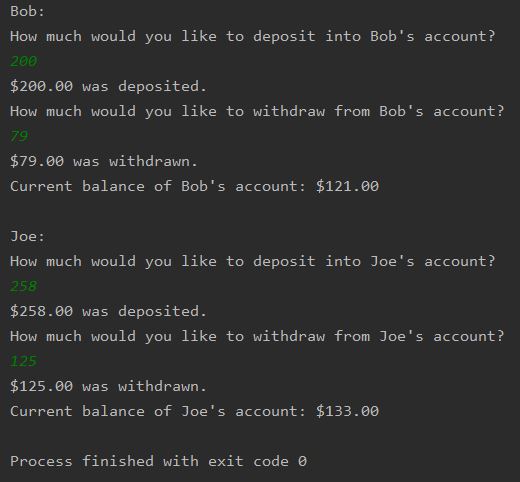 Bob:
How much would you like to deposit into Bob's account?
200
$200.00 was deposited.
How much would you like to withdraw from Bob's account?
79
$79.00 was withdrawn.
Current balance of Bob's account: $121.00
Joe:
How much would you like to deposit into Joe's account?
258
$258.00 was deposited.
How much would you like to withdraw from Joe's account?
125
$125.00 was withdrawn.
Current balance of Joe's account: $133.00
Process finished with exit code 0